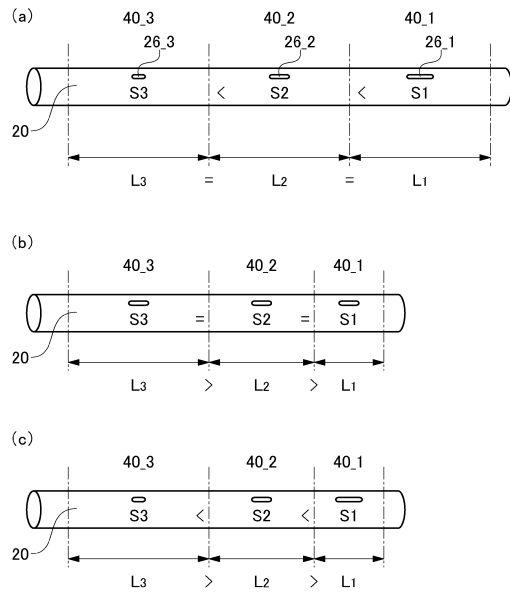 (a)
40_3 40_2 40_1
26_3 26_2 26_1
S3 < S2 < S1
20
L3 = L2 = L1
(b)
40_3 40_2 40_1
S3 = S2 = S1
20
L3 > L2 > L1
(c)
40_3 40_2 40_1
S3 < S2 < S1
20
L3 > L2 > L1